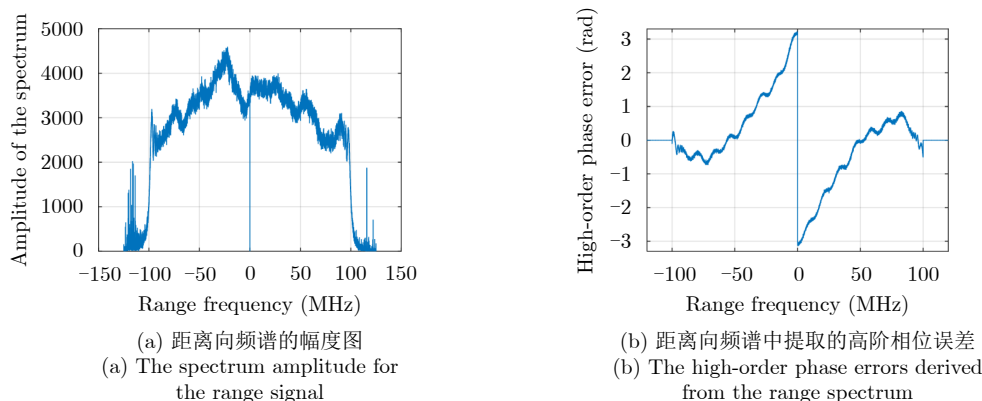 Amplitude of the spectrum
5000
4000
3000
2000
1000
0
−150 −100 −50 0 50 100 150
Range frequency (MHz)
(a) 距离向频谱的幅度图
(a) The spectrum amplitude for
the range signal
High-order phase error (rad)
3
2
1
0
−1
−2
−3
−100 −50 0 50 100
Range frequency (MHz)
(b) 距离向频谱中提取的高阶相位误差
(b) The high-order phase errors derived
from the range spectrum